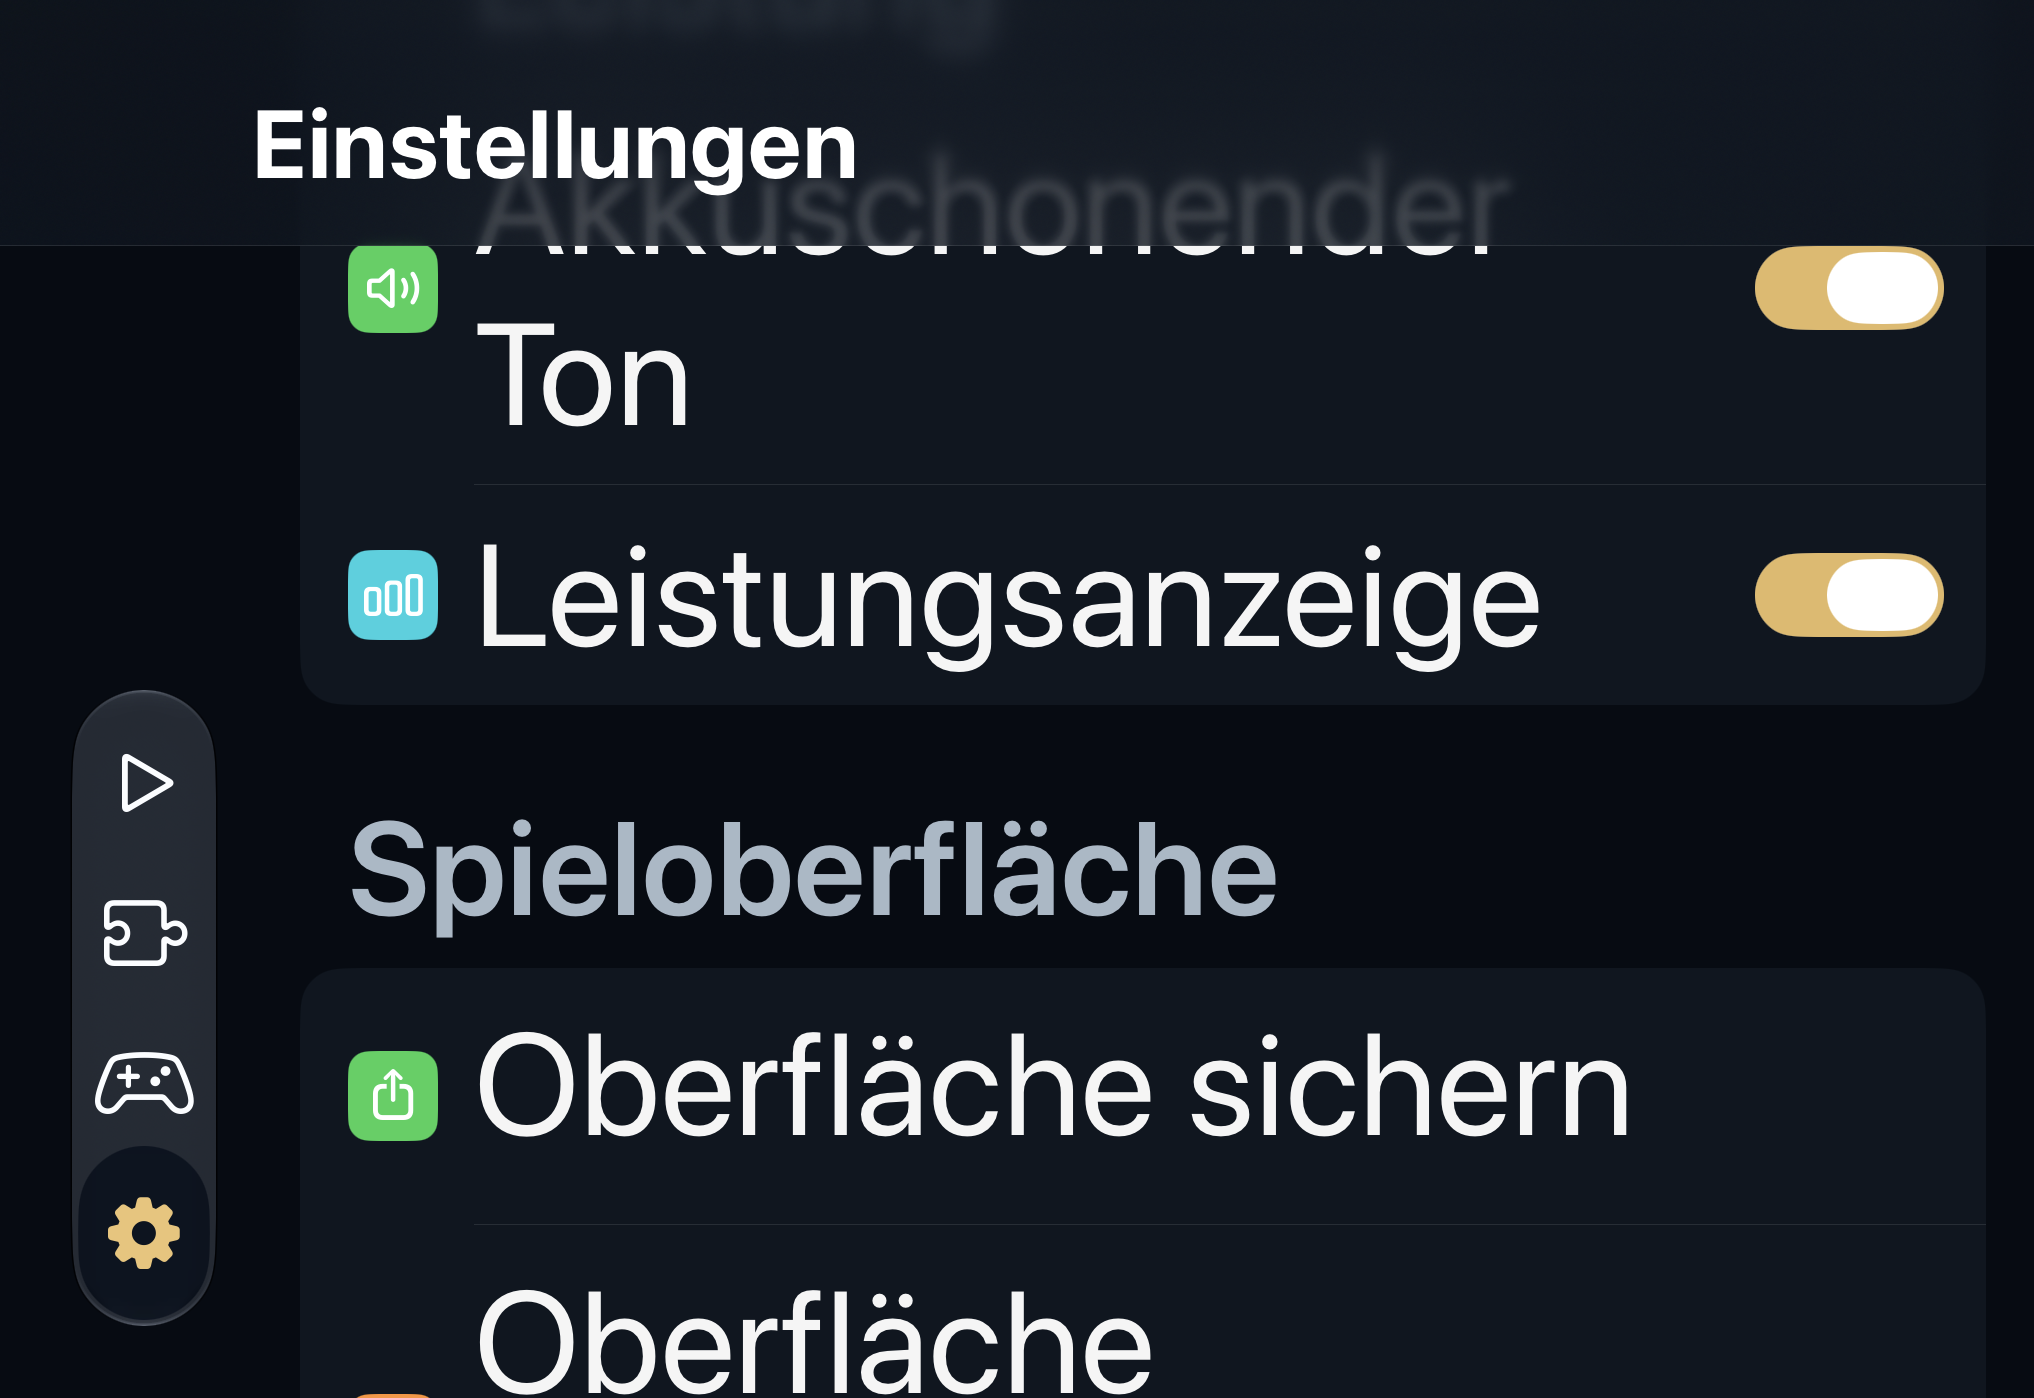 Einstellungen
Akkuschonender
Ton
Leistungsanzeige
Spieloberfläche
Oberfläche sichern
Oberfläche